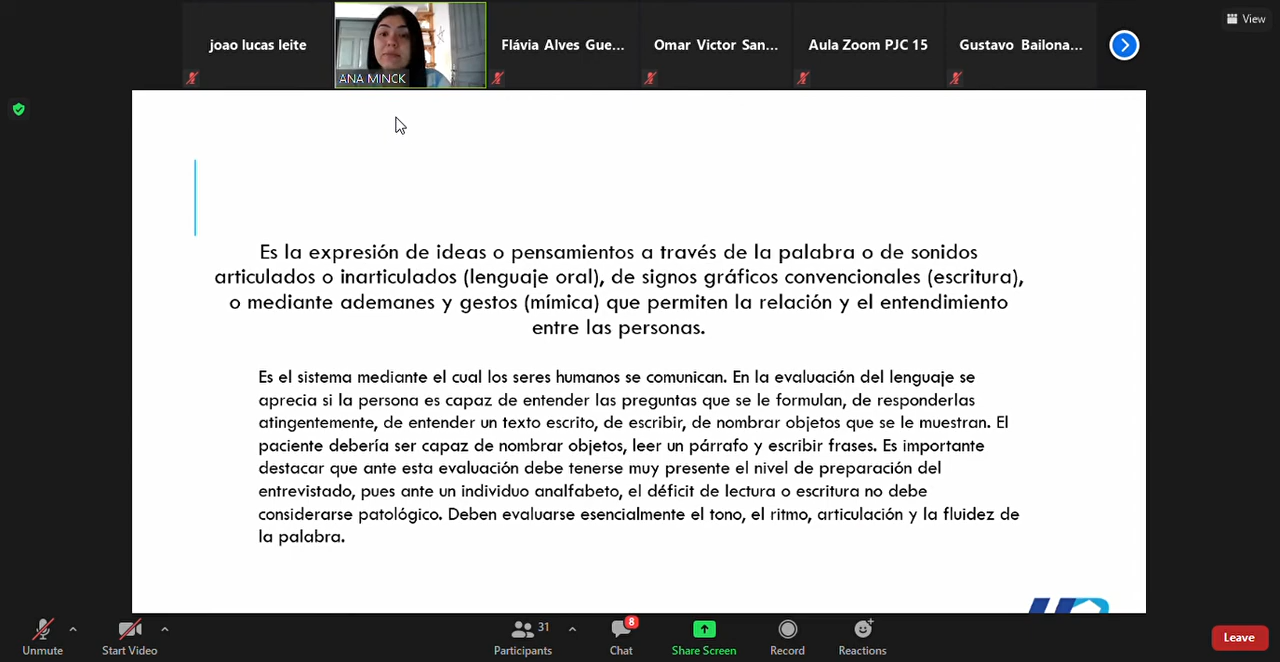 View
joao lucas leite
ANA MINCK
Flávia Alves Gue...
Omar Victor San...
Aula Zoom PJC 15
Gustavo Bailona...
Es la expresión de ideas o pensamientos a través de la palabra o de sonidos
articulados o inarticulados (lenguaje oral), de signos gráficos convencionales (escritura),
o mediante ademanes y gestos (mímica) que permiten la relación y el entendimiento
entre las personas.
Es el sistema mediante el cual los seres humanos se comunican. En la evaluación del lenguaje se
aprecia si la persona es capaz de entender las preguntas que se le formulan, de responderlas
atingentemente, de entender un texto escrito, de escribir, de nombrar objetos que se le muestran. El
paciente debería ser capaz de nombrar objetos, leer un párrafo y escribir frases. Es importante
destacar que ante esta evaluación debe tenerse muy presente el nivel de preparación del
entrevistado, pues ante un individuo analfabeto, el déficit de lectura o escritura no debe
considerarse patológico. Deben evaluarse esencialmente el tono, el ritmo, articulación y la fluidez de
la palabra.
Unmute
Start Video
31
Participants
8
Chat
Share Screen
Record
Reactions
Leave